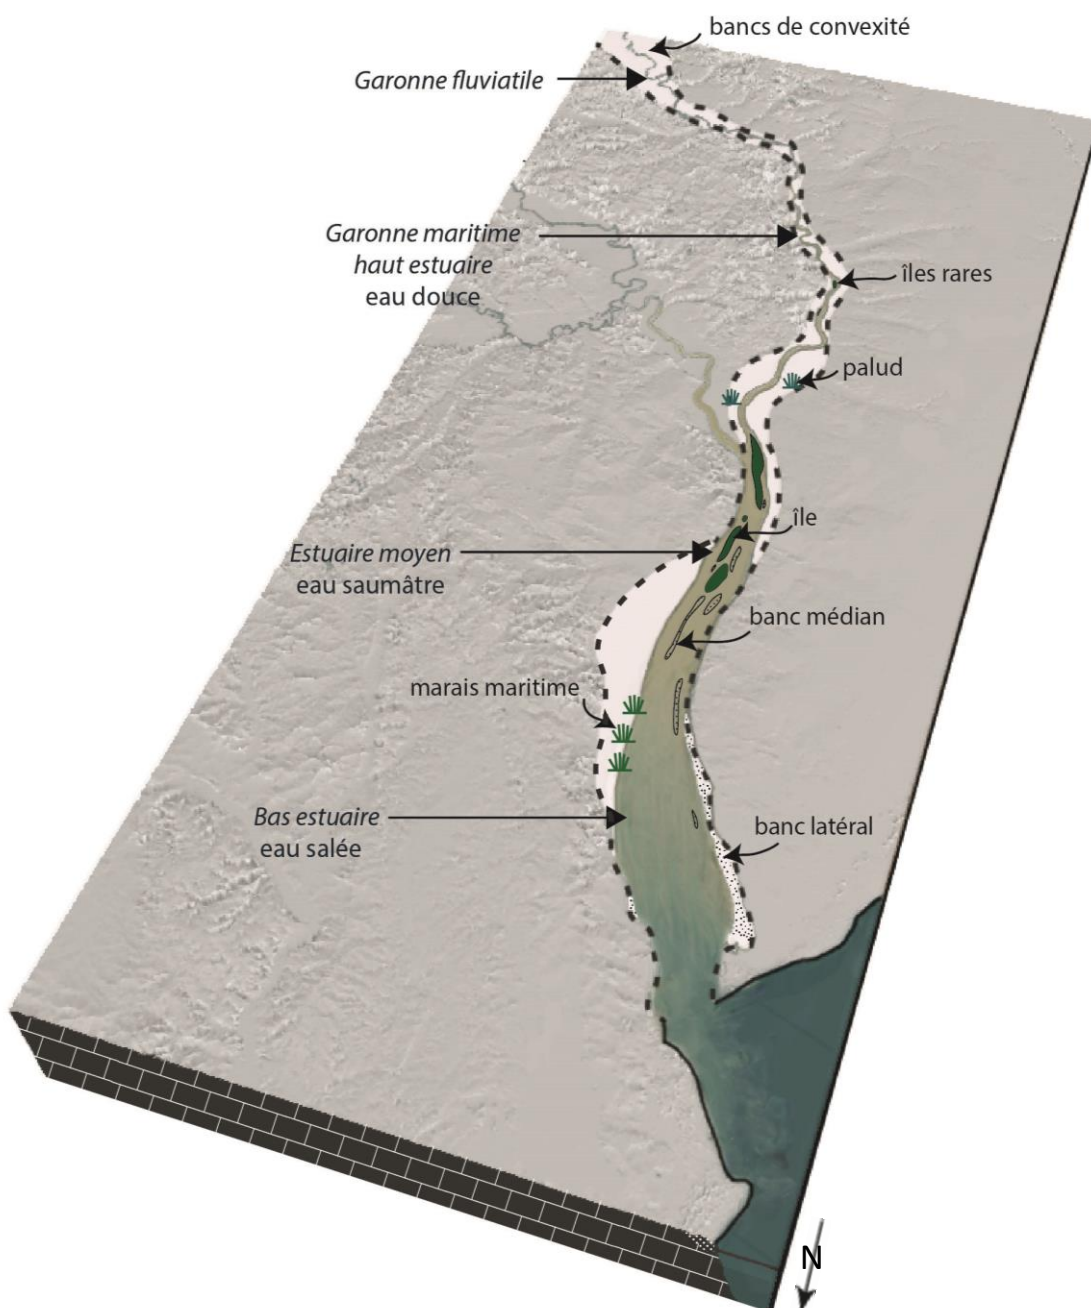 bancs de convexité
Garonne fluviatile
Garonne maritime
haut estuaire
eau douce
îles rares
palud
île
Estuaire moyen
eau saumâtre
banc médian
marais maritime
Bas estuaire
eau salée
banc latéral
N